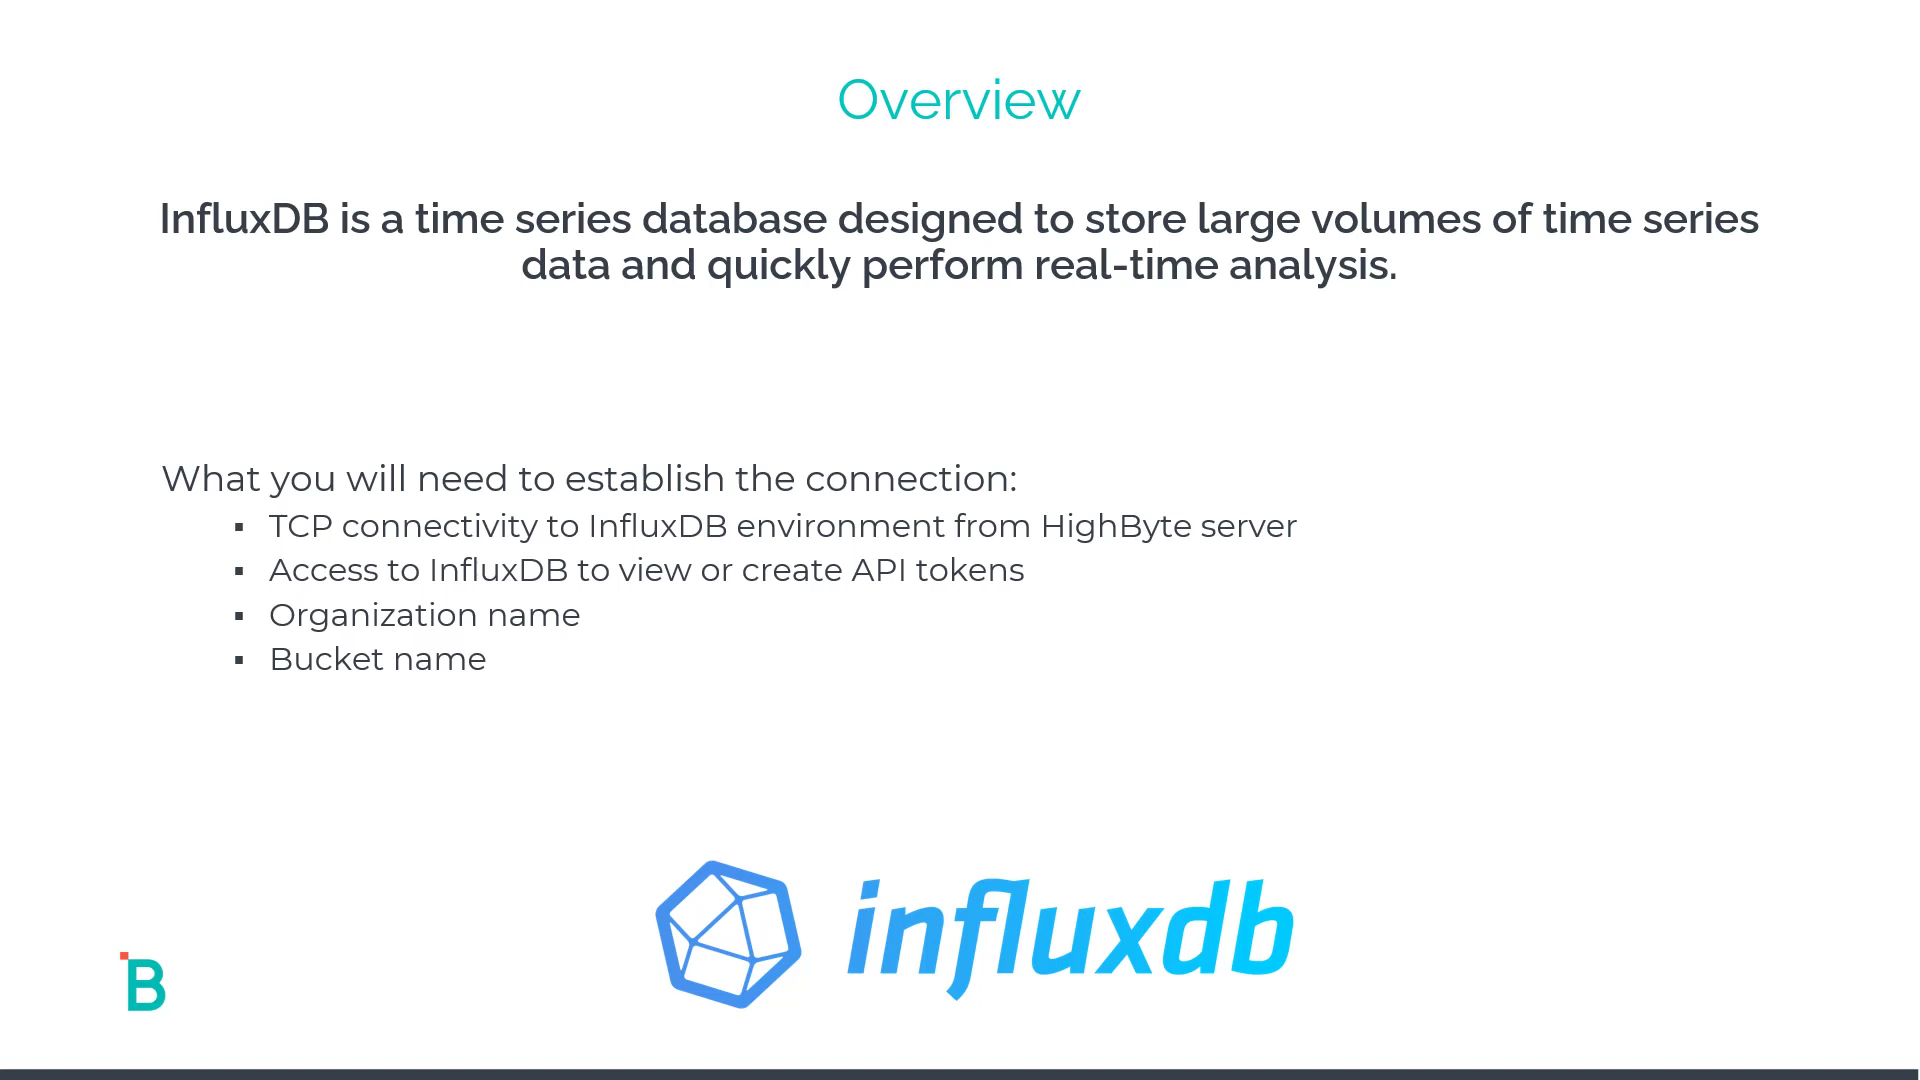 Overview
InfluxDB is a time series database designed to store large volumes of time series
data and quickly perform real-time analysis.
What you will need to establish the connection:
▪ TCP connectivity to InfluxDB environment from HighByte server
▪ Access to InfluxDB to view or create API tokens
▪ Organization name
▪ Bucket name
influxdb
B